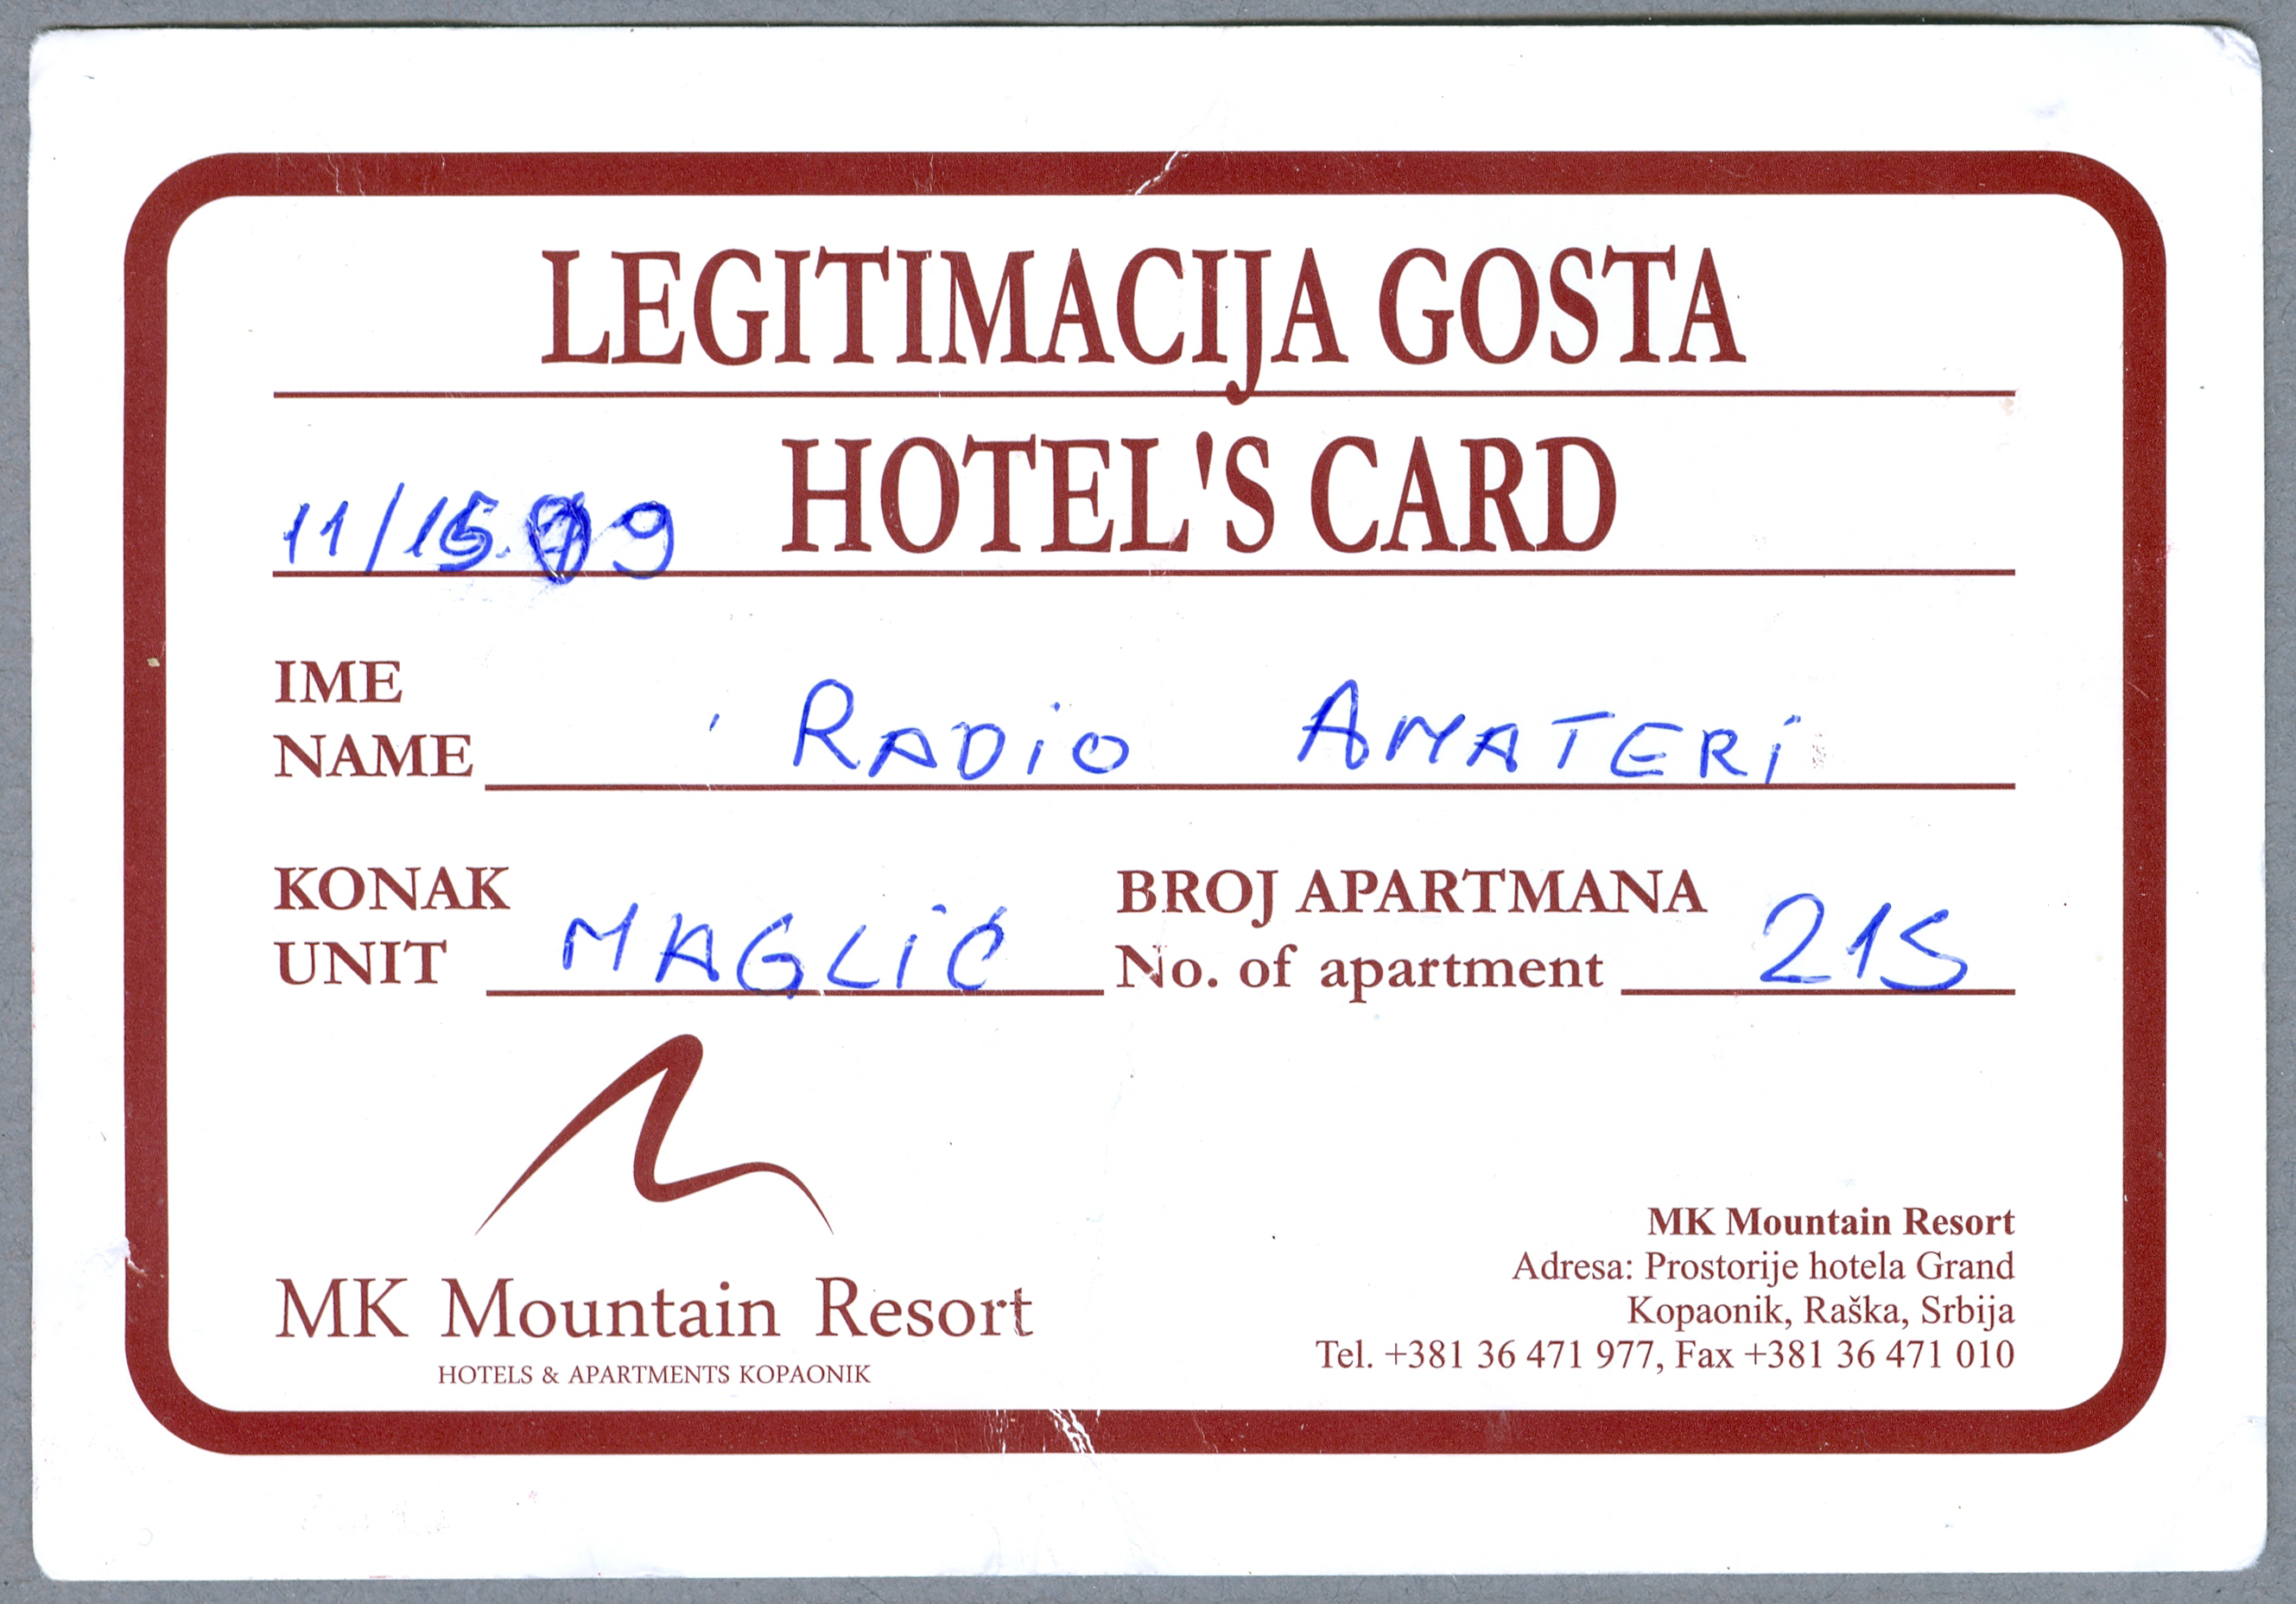 LEGITIMACIJA GOSTA
HOTEL'S CARD
11/15.
IME
NAME RADiO AMATERi
KONAK
UNIT MAGLiĆ
BROJ APARTMANA
No. of apartment 215
MK Mountain Resort
HOTELS & APARTMENTS KOPAONIK
MK Mountain Resort
Adresa: Prostorije hotela Grand
Kopaonik, Raška, Srbija
Tel. +381 36 471 977, Fax +381 36 471 010